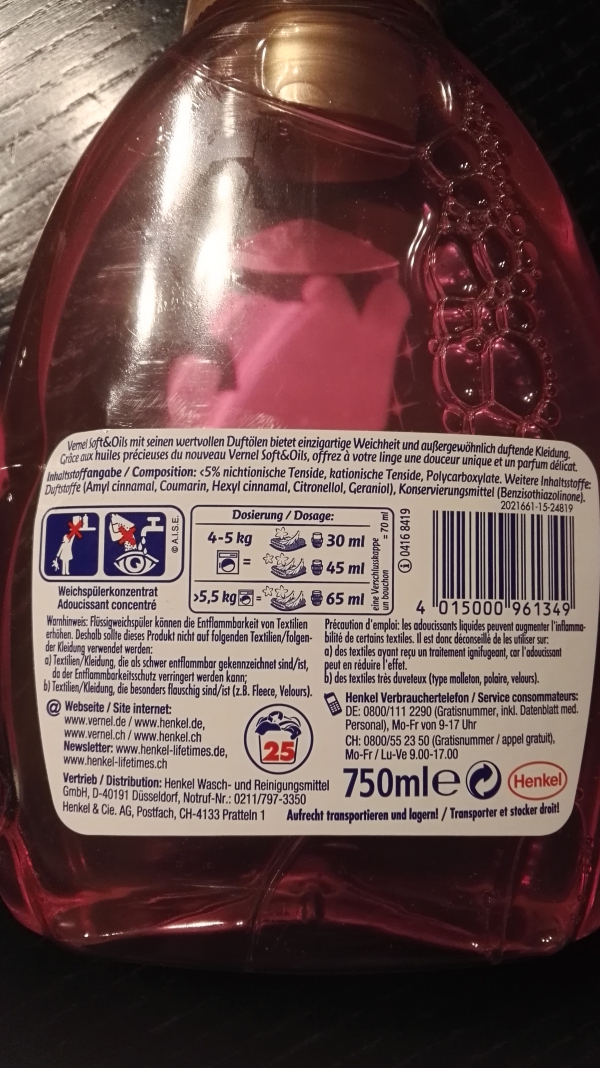 Vernel Soft&Oils mit seinen wertvollen Duftölen bietet einzigartige Weichheit und außergewöhnlich duftende Kleidung.
Grâce aux huiles précieuses du nouveau Vernel Soft&Oils, offrez à votre linge une douceur unique et un parfum délicat.
Inhaltsstoffangabe / Composition: <5% nichtionische Tenside, kationische Tenside, Polycarboxylate. Weitere Inhaltsstoffe:
Duftstoffe (Amyl cinnamal, Coumarin, Hexyl cinnamal, Citronellol, Geraniol), Konservierungsmittel (Benzisothiazolinone).
2021661-15-24819
© A.I.S.E.
Weichspülerkonzentrat
Adoucissant concentré
Dosierung / Dosage:
4-5 kg
30 ml
= 45 ml
>5,5 kg = 65 ml
eine Verschlusskappe
un bouchon = 70 ml
i 0416 8419
4 015000 961349
Warnhinweis: Flüssigweichspüler können die Entflammbarkeit von Textilien
erhöhen. Deshalb sollte dieses Produkt nicht auf folgenden Textilien/folgen-
der Kleidung verwendet werden:
a) Textilien/Kleidung, die als schwer entflammbar gekennzeichnet sind/ist,
da der Entflammbarkeitsschutz verringert werden kann;
b) Textilien/Kleidung, die besonders flauschig sind/ist (z.B. Fleece, Velours).
Précaution d'emploi: les adoucissants liquides peuvent augmenter l'inflamma-
bilité de certains textiles. Il est donc déconseillé de les utiliser sur:
a) des textiles ayant reçu un traitement ignifugeant, car l'adoucissant
peut en réduire l'effet.
b) des textiles très duveteux (type molleton, polaire, velours).
@ Webseite / Site internet:
www.vernel.de / www.henkel.de,
www.vernel.ch / www.henkel.ch
Newsletter: www.henkel-lifetimes.de,
www.henkel-lifetimes.ch
25
Henkel Verbrauchertelefon / Service consommateurs:
DE: 0800/111 2290 (Gratisnummer, inkl. Datenblatt med.
Personal), Mo-Fr von 9-17 Uhr
CH: 0800/55 23 50 (Gratisnummer / appel gratuit),
Mo-Fr / Lu-Ve 9.00-17.00
Vertrieb / Distribution: Henkel Wasch- und Reinigungsmittel
GmbH, D-40191 Düsseldorf, Notruf-Nr.: 0211/797-3350
Henkel & Cie. AG, Postfach, CH-4133 Pratteln 1
750ml e
Henkel
Aufrecht transportieren und lagern! / Transporter et stocker droit!